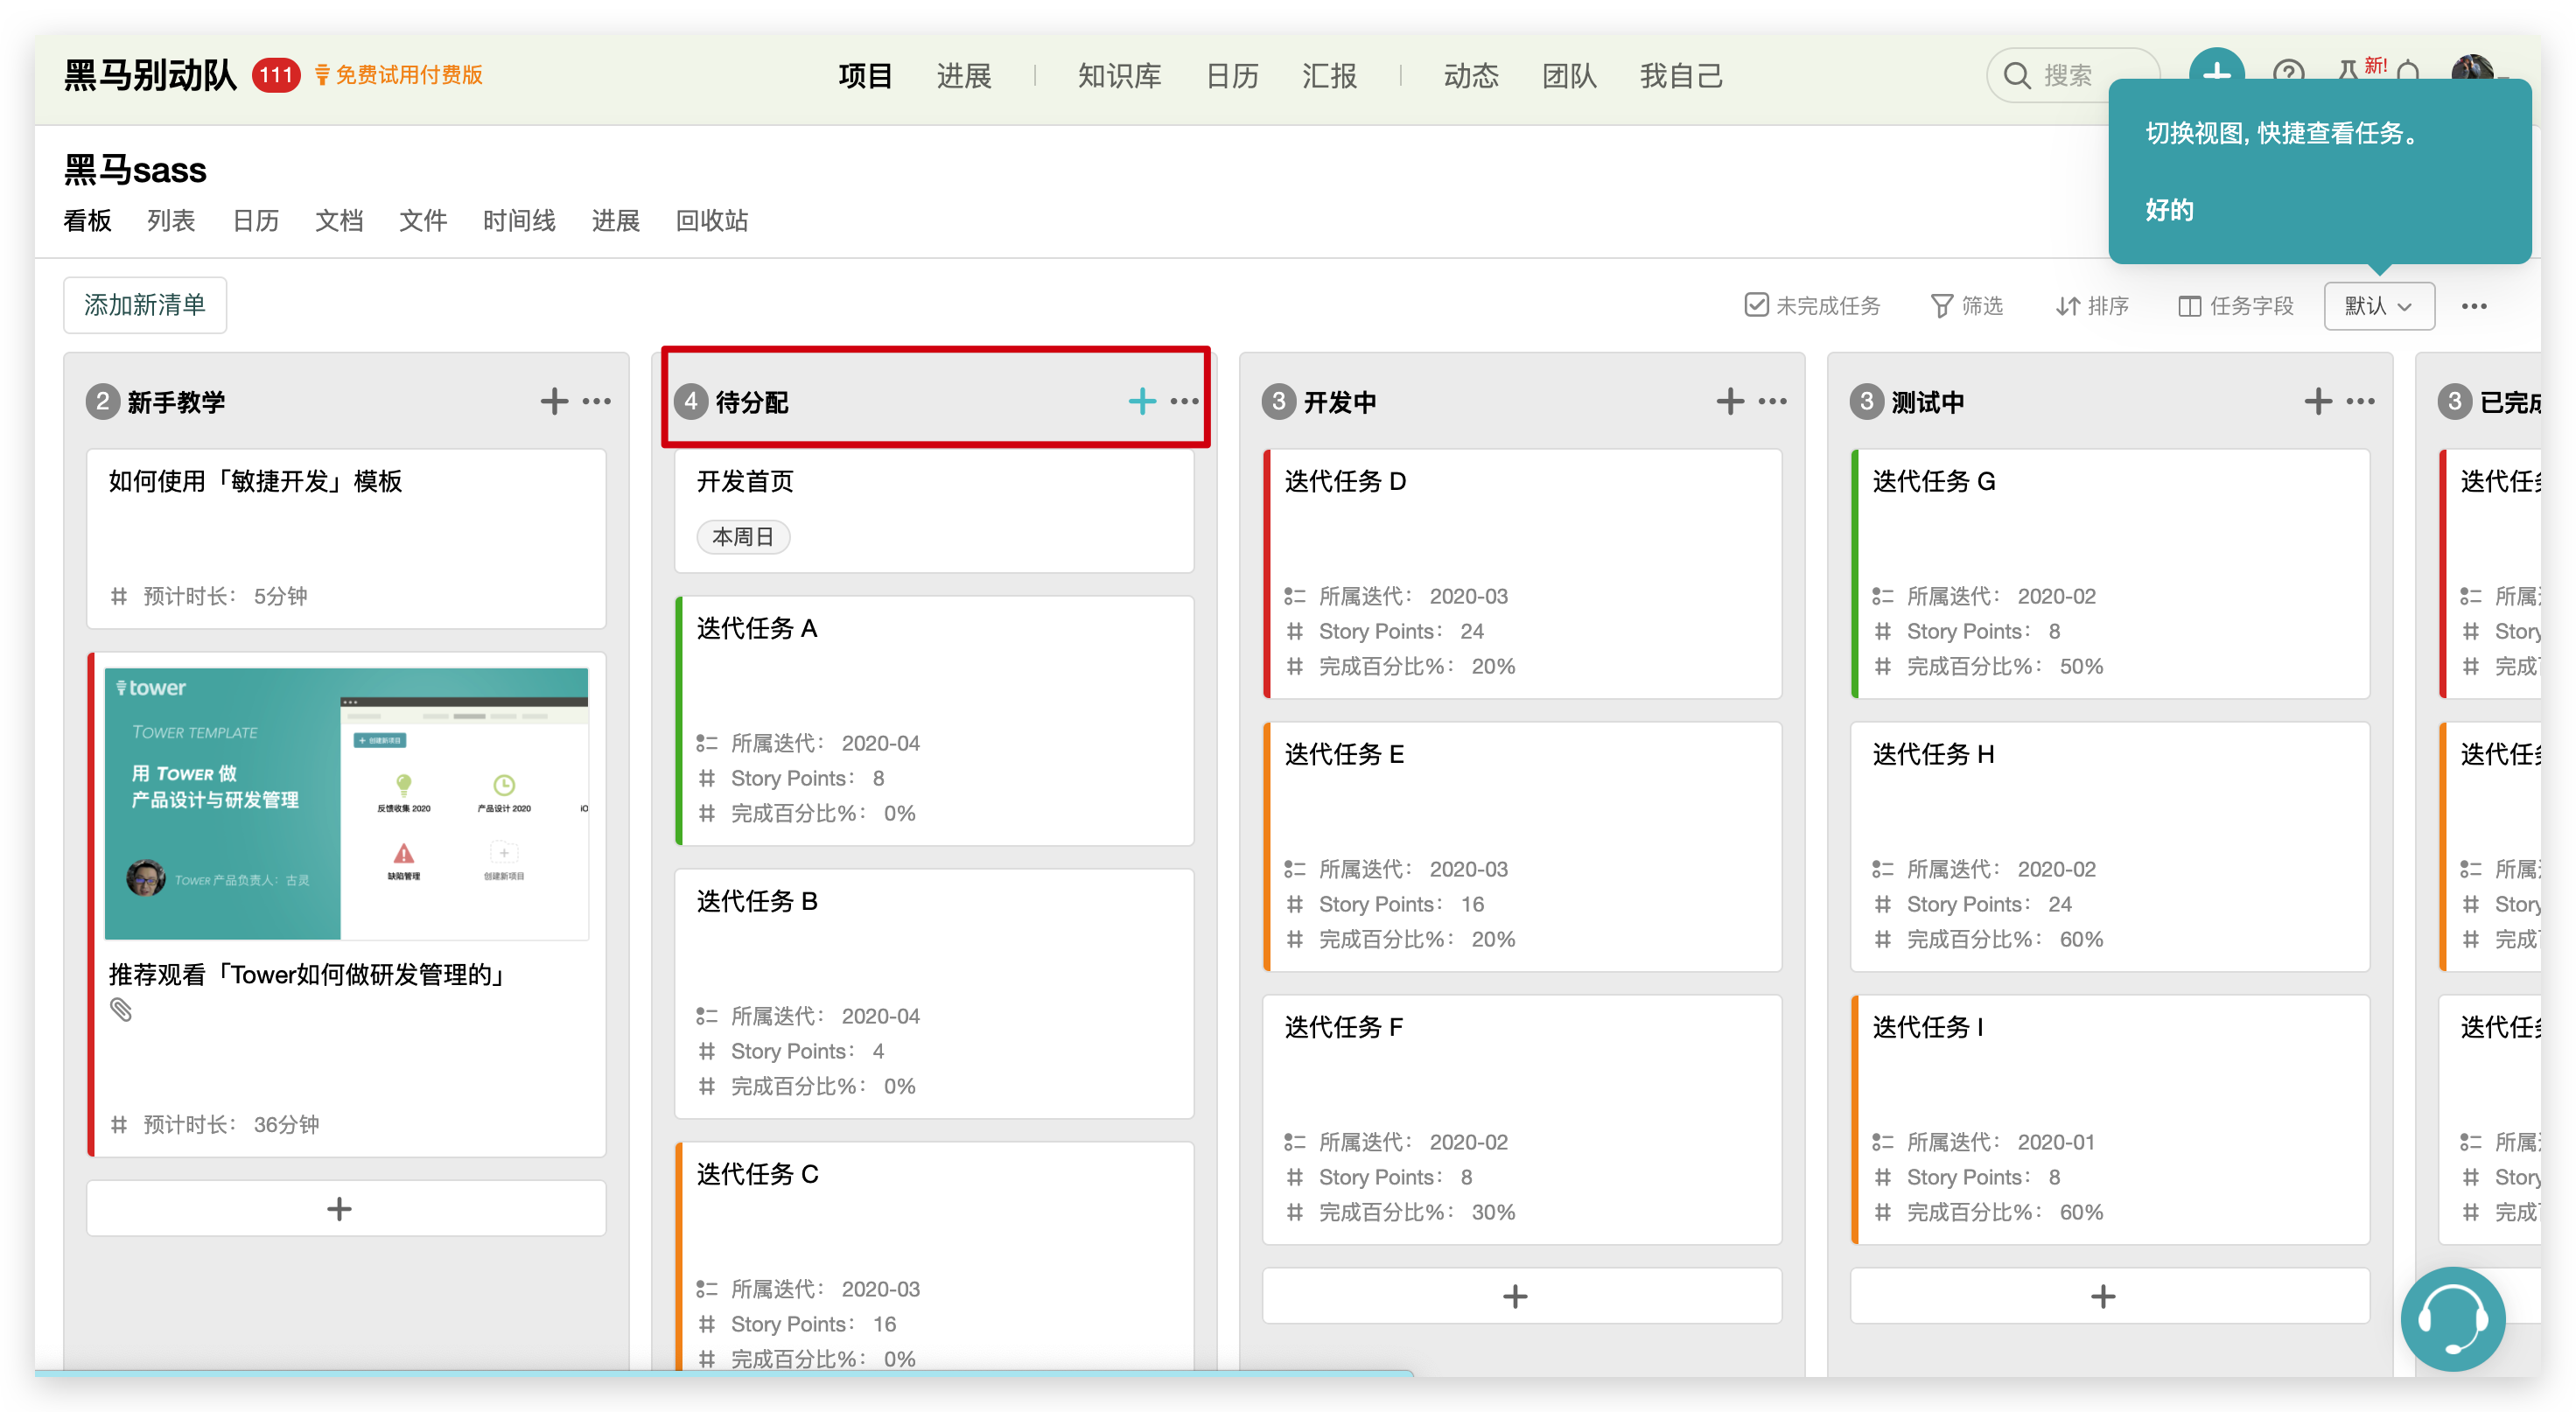 黑马别动队 111 免费试用付费版 项目 进展 知识库 日历 汇报 动态 团队 我自己 搜索 新!
切换视图, 快捷查看任务。
好的
黑马sass
看板 列表 日历 文档 文件 时间线 进展 回收站
添加新清单 未完成任务 筛选 排序 任务字段 默认
2 新手教学
如何使用「敏捷开发」模板
预计时长： 5分钟
tower
TOWER TEMPLATE
用 TOWER 做
产品设计与研发管理
TOWER 产品负责人：古灵
创建新项目
反馈收集 2020 产品设计 2020 iO
缺陷管理 创建新项目
推荐观看「Tower如何做研发管理的」
预计时长： 36分钟
4 待分配
开发首页
本周日
迭代任务 A
所属迭代： 2020-04
Story Points： 8
完成百分比%： 0%
迭代任务 B
所属迭代： 2020-04
Story Points： 4
完成百分比%： 0%
迭代任务 C
所属迭代： 2020-03
Story Points： 16
完成百分比%： 0%
3 开发中
迭代任务 D
所属迭代： 2020-03
Story Points： 24
完成百分比%： 20%
迭代任务 E
所属迭代： 2020-03
Story Points： 16
完成百分比%： 20%
迭代任务 F
所属迭代： 2020-02
Story Points： 8
完成百分比%： 30%
3 测试中
迭代任务 G
所属迭代： 2020-02
Story Points： 8
完成百分比%： 50%
迭代任务 H
所属迭代： 2020-02
Story Points： 24
完成百分比%： 60%
迭代任务 I
所属迭代： 2020-01
Story Points： 8
完成百分比%： 60%
3 已完
迭代任
所属
Story
完成
迭代任
所属
Story
完成
迭代任
所属
Story
完成